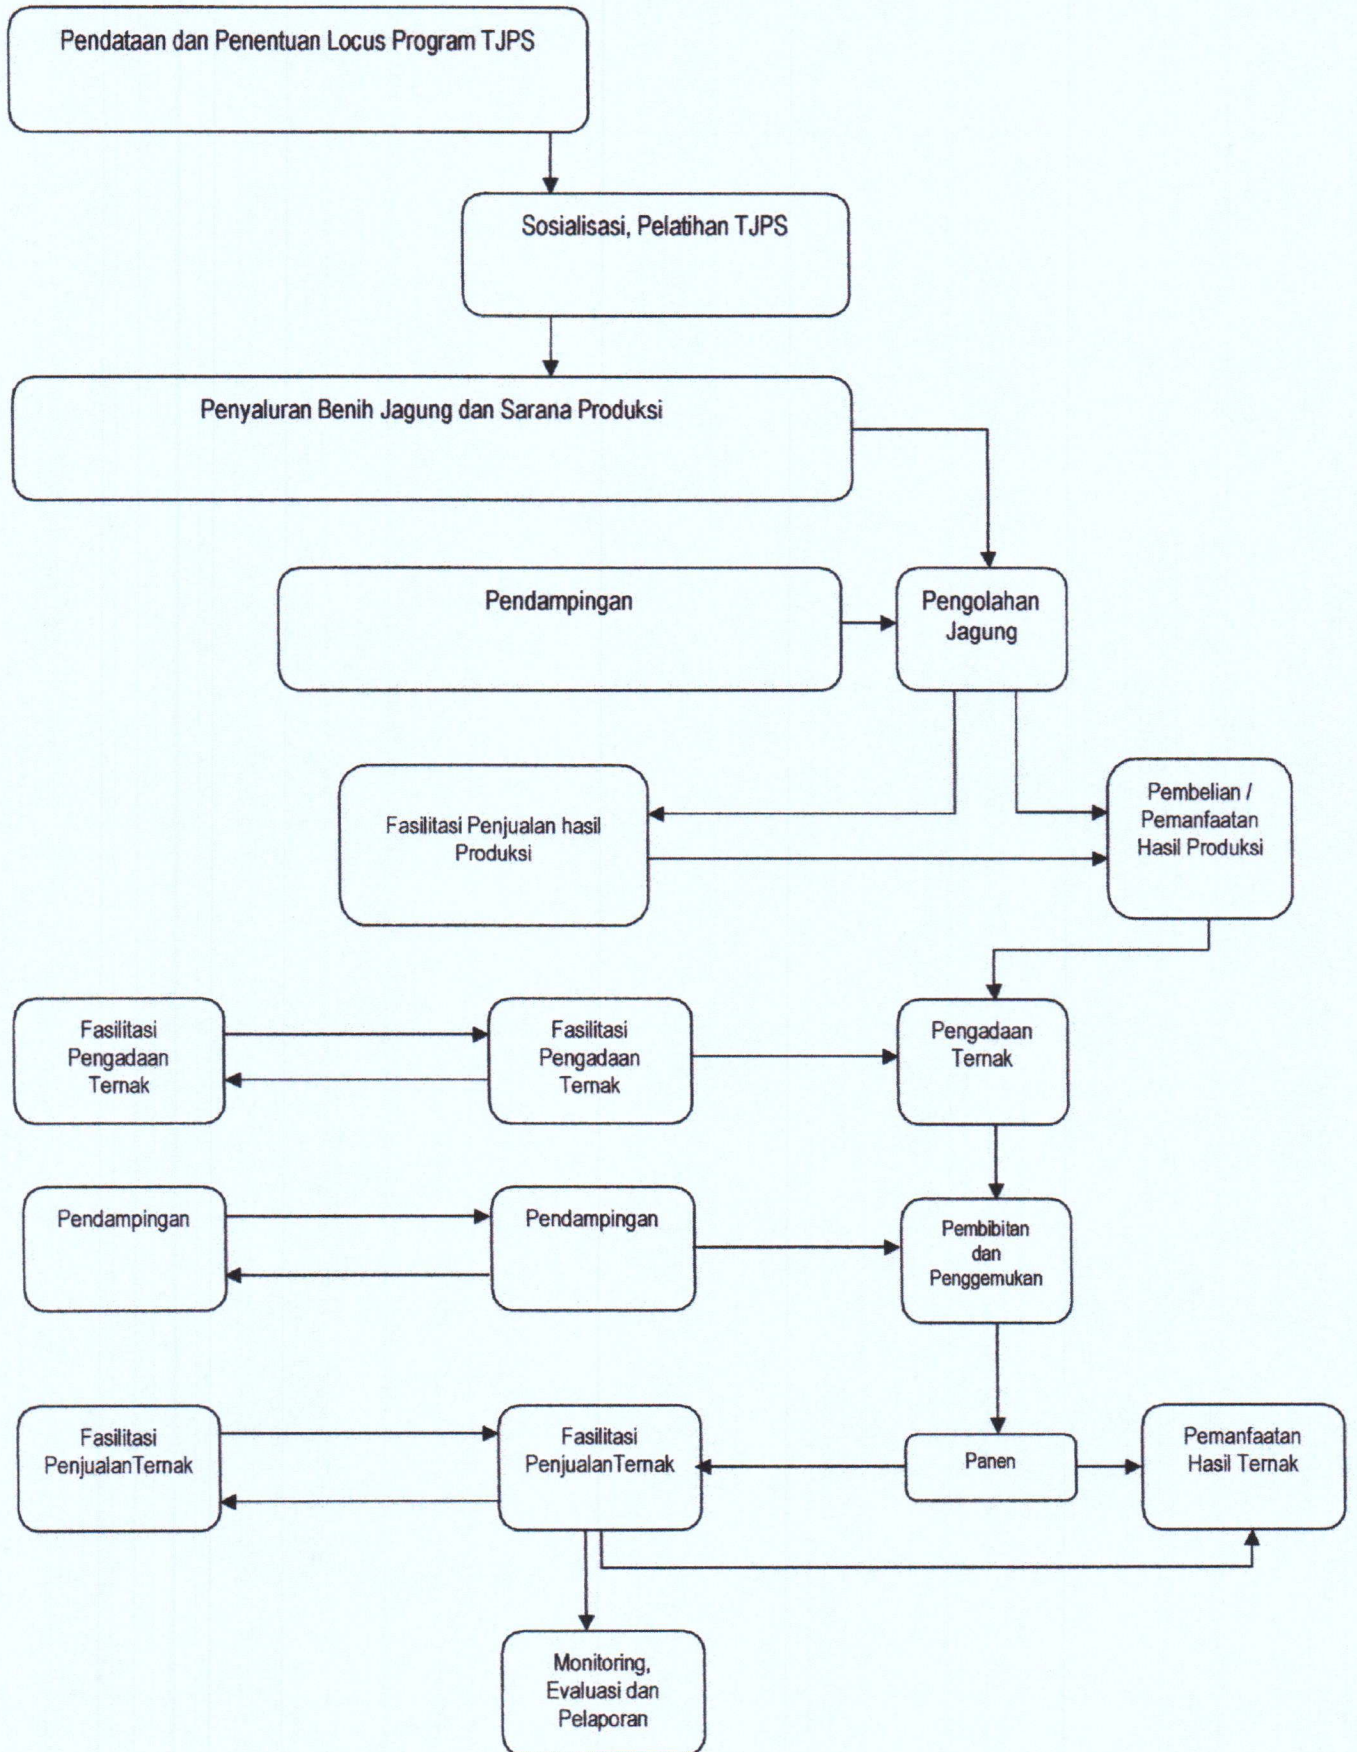 Pendataan dan Penentuan Locus Program TJPS
Sosialisasi, Pelatihan TJPS
Penyaluran Benih Jagung dan Sarana Produksi
Pendampingan
Pengolahan
Jagung
Fasilitasi Penjualan hasil
Produksi
Pembelian /
Pemanfaatan
Hasil Produksi
Fasilitasi
Pengadaan
Ternak
Fasilitasi
Pengadaan
Ternak
Pengadaan
Ternak
Pendampingan
Pendampingan
Pembibitan
dan
Penggemukan
Fasilitasi
PenjualanTernak
Fasilitasi
PenjualanTernak
Panen
Pemanfaatan
Hasil Ternak
Monitoring,
Evaluasi dan
Pelaporan